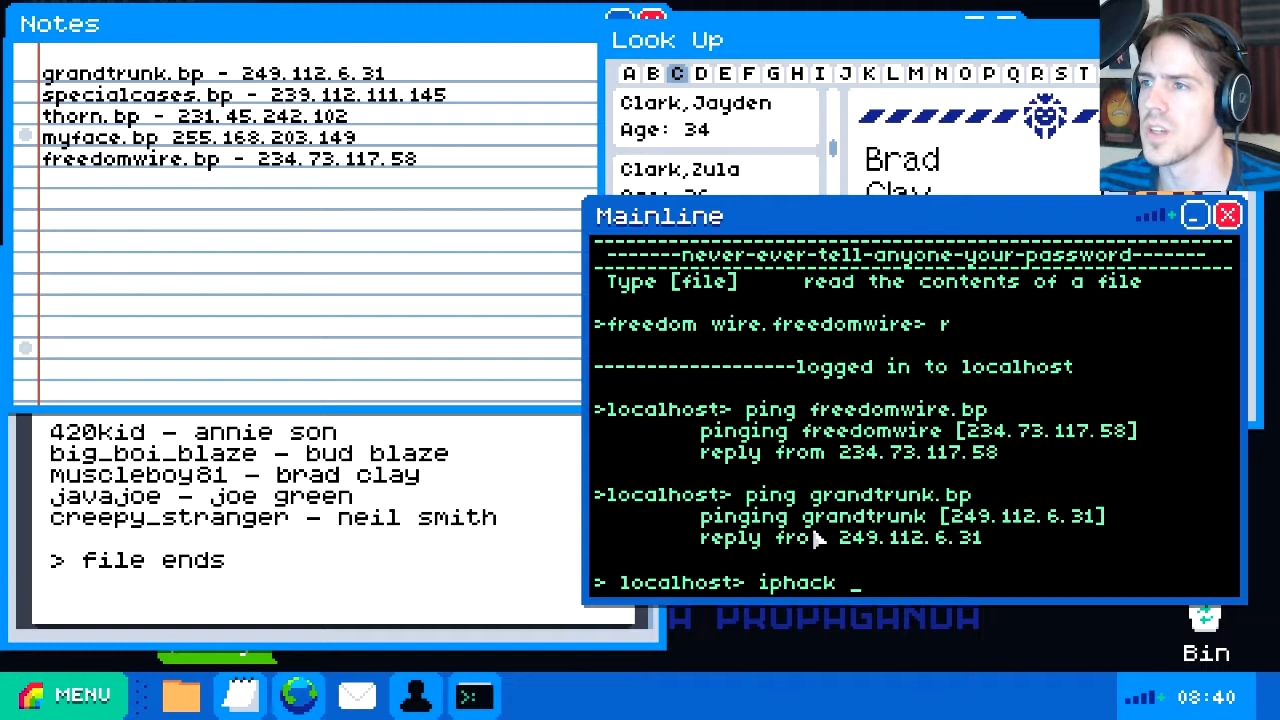 Notes
grandtrunk.bp - 249.112.6.31
specialcases.bp - 239.112.111.145
thorn.bp - 231.45.242.102
myface.bp 255.168.203.149
freedomwire.bp - 234.73.117.58
Look Up
A B C D E F G H I J K L M N O P Q R S T
Clark,Jayden
Age: 34
Clark,Zula
Brad
Clay
Mainline
-------never-ever-tell-anyone-your-password-------
Type [file] read the contents of a file
>freedom wire.freedomwire> r
------------------logged in to localhost
>localhost> ping freedomwire.bp
pinging freedomwire [234.73.117.58]
reply from 234.73.117.58
>localhost> ping grandtrunk.bp
pinging grandtrunk [249.112.6.31]
reply from 249.112.6.31
> localhost> iphack _
420kid - annie son
big_boi_blaze - bud blaze
muscleboy81 - brad clay
javajoe - joe green
creepy_stranger - neil smith
> file ends
A PROPAGANDA
Bin
MENU
08:40